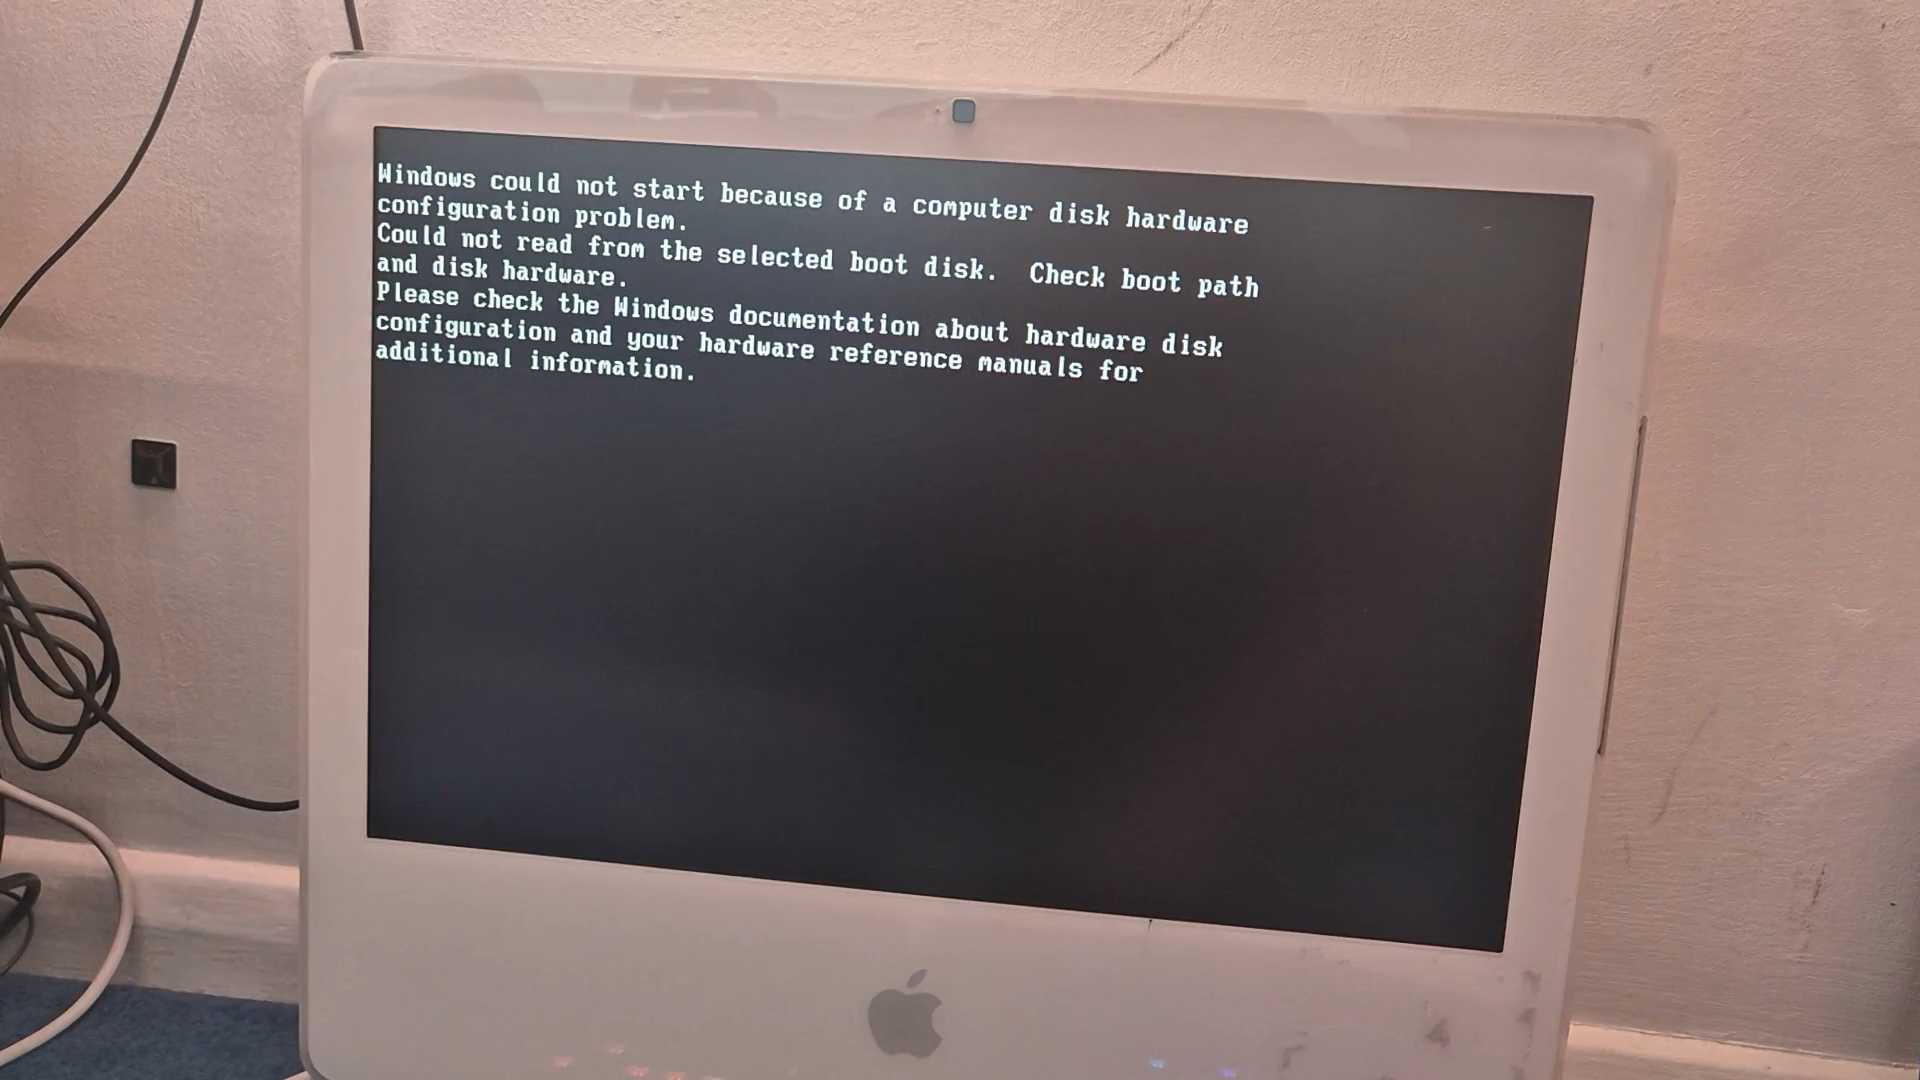 Windows could not start because of a computer disk hardware
configuration problem.
Could not read from the selected boot disk.  Check boot path
and disk hardware.
Please check the Windows documentation about hardware disk
configuration and your hardware reference manuals for
additional information.